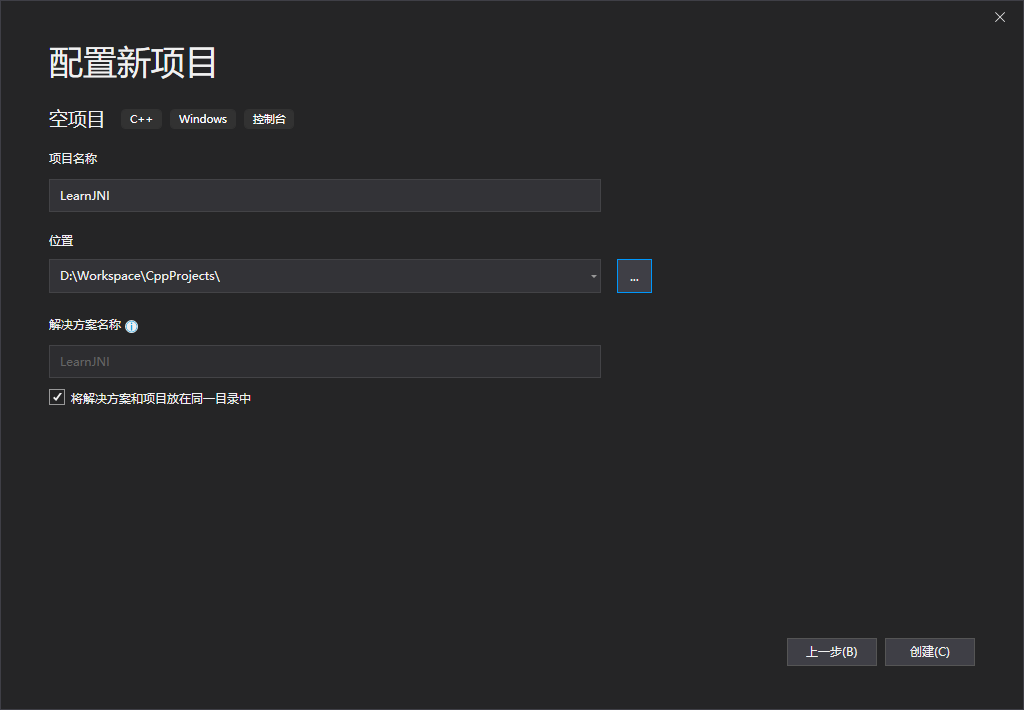 配置新项目
空项目 C++ Windows 控制台
项目名称
LearnJNI
位置
D:\Workspace\CppProjects\
...
解决方案名称
LearnJNI
将解决方案和项目放在同一目录中
上一步(B) 创建(C)